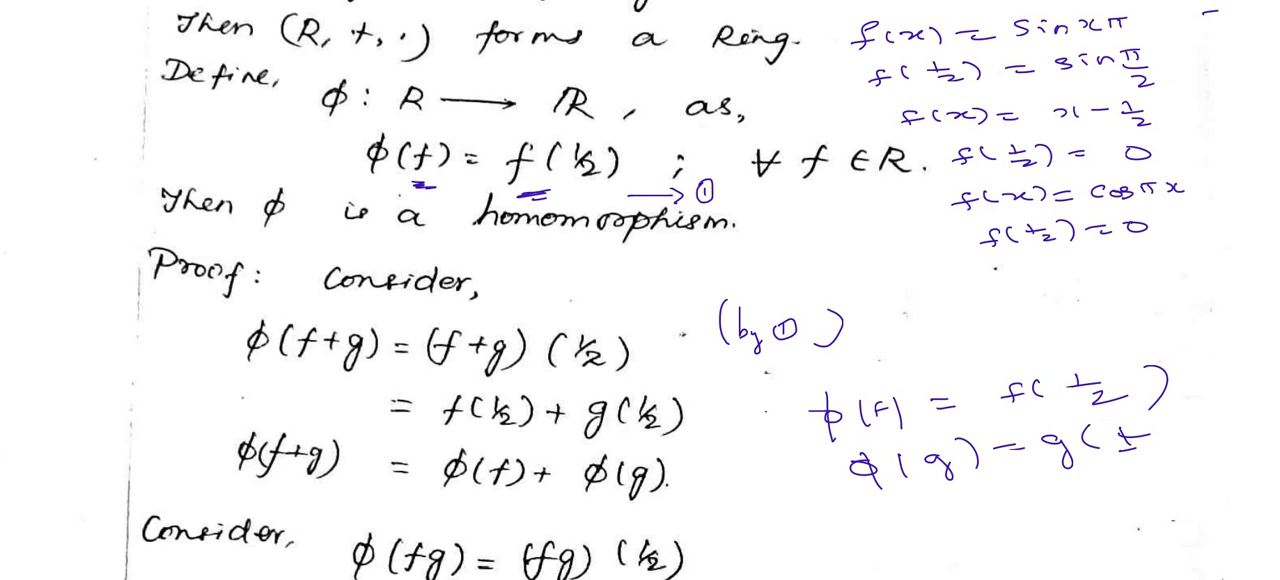 Then (R, +, ·) forms a Ring.
Define,
φ : R ⟶ ℝ, as,
φ(f) = f(1/2) ; ∀ f ∈ R.
⟶ ①
Then φ is a homomorphism.
Proof: Consider,
φ(f+g) = (f+g) (1/2) (by ①)
= f(1/2) + g(1/2)
φ(f+g) = φ(f) + φ(g).
Consider, φ(fg) = (fg) (1/2)
f(x) = sin xπ
f(1/2) = sin π/2
f(x) = x - 1/2
f(1/2) = 0
f(x) = cos π x
f(1/2) = 0
φ(f) = f(1/2)
φ(g) = g(1